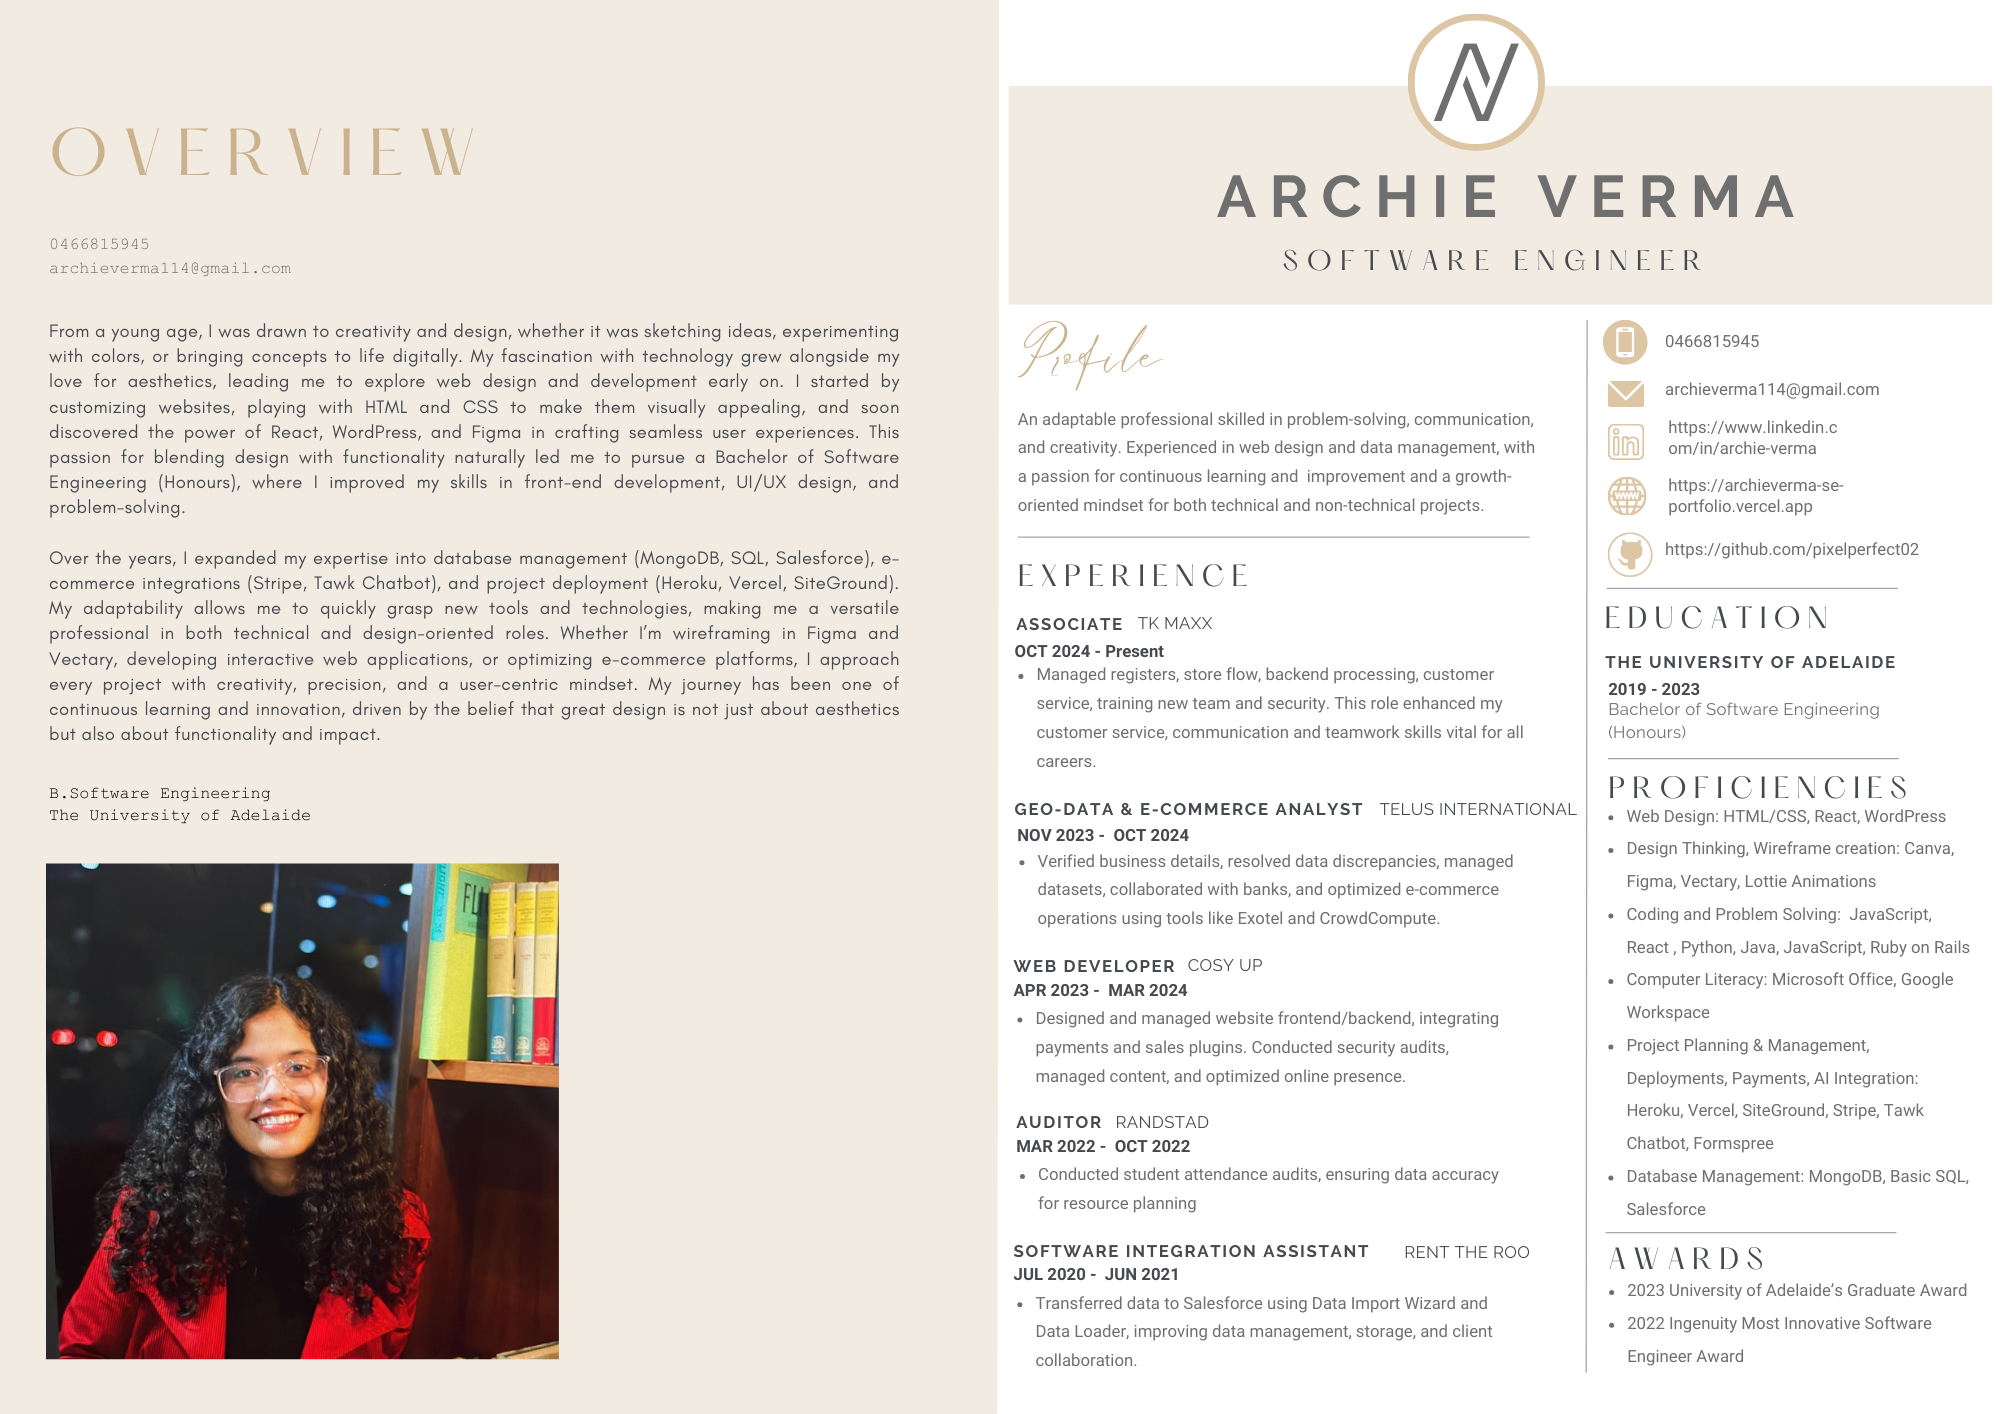 OVERVIEW
0466815945
archieverma114@gmail.com
From a young age, I was drawn to creativity and design, whether it was sketching ideas, experimenting
with colors, or bringing concepts to life digitally. My fascination with technology grew alongside my
love for aesthetics, leading me to explore web design and development early on. I started by
customizing websites, playing with HTML and CSS to make them visually appealing, and soon
discovered the power of React, WordPress, and Figma in crafting seamless user experiences. This
passion for blending design with functionality naturally led me to pursue a Bachelor of Software
Engineering (Honours), where I improved my skills in front-end development, UI/UX design, and
problem-solving.
Over the years, I expanded my expertise into database management (MongoDB, SQL, Salesforce), e-
commerce integrations (Stripe, Tawk Chatbot), and project deployment (Heroku, Vercel, SiteGround).
My adaptability allows me to quickly grasp new tools and technologies, making me a versatile
professional in both technical and design-oriented roles. Whether I'm wireframing in Figma and
Vectary, developing interactive web applications, or optimizing e-commerce platforms, I approach
every project with creativity, precision, and a user-centric mindset. My journey has been one of
continuous learning and innovation, driven by the belief that great design is not just about aesthetics
but also about functionality and impact.
B.Software Engineering
The University of Adelaide
ARCHIE VERMA
SOFTWARE ENGINEER
Profile
An adaptable professional skilled in problem-solving, communication,
and creativity. Experienced in web design and data management, with
a passion for continuous learning and improvement and a growth-
oriented mindset for both technical and non-technical projects.
EXPERIENCE
ASSOCIATE TK MAXX
OCT 2024 - Present
• Managed registers, store flow, backend processing, customer
service, training new team and security. This role enhanced my
customer service, communication and teamwork skills vital for all
careers.
GEO-DATA & E-COMMERCE ANALYST TELUS INTERNATIONAL
NOV 2023 - OCT 2024
• Verified business details, resolved data discrepancies, managed
datasets, collaborated with banks, and optimized e-commerce
operations using tools like Exotel and CrowdCompute.
WEB DEVELOPER COSY UP
APR 2023 - MAR 2024
• Designed and managed website frontend/backend, integrating
payments and sales plugins. Conducted security audits,
managed content, and optimized online presence.
AUDITOR RANDSTAD
MAR 2022 - OCT 2022
• Conducted student attendance audits, ensuring data accuracy
for resource planning
SOFTWARE INTEGRATION ASSISTANT RENT THE ROO
JUL 2020 - JUN 2021
• Transferred data to Salesforce using Data Import Wizard and
Data Loader, improving data management, storage, and client
collaboration.
0466815945
archieverma114@gmail.com
https://www.linkedin.c
om/in/archie-verma
https://archieverma-se-
portfolio.vercel.app
https://github.com/pixelperfect02
EDUCATION
THE UNIVERSITY OF ADELAIDE
2019 - 2023
Bachelor of Software Engineering
(Honours)
PROFICIENCIES
• Web Design: HTML/CSS, React, WordPress
• Design Thinking, Wireframe creation: Canva,
Figma, Vectary, Lottie Animations
• Coding and Problem Solving: JavaScript,
React , Python, Java, JavaScript, Ruby on Rails
• Computer Literacy: Microsoft Office, Google
Workspace
• Project Planning & Management,
Deployments, Payments, AI Integration:
Heroku, Vercel, SiteGround, Stripe, Tawk
Chatbot, Formspree
• Database Management: MongoDB, Basic SQL,
Salesforce
AWARDS
• 2023 University of Adelaide's Graduate Award
• 2022 Ingenuity Most Innovative Software
Engineer Award